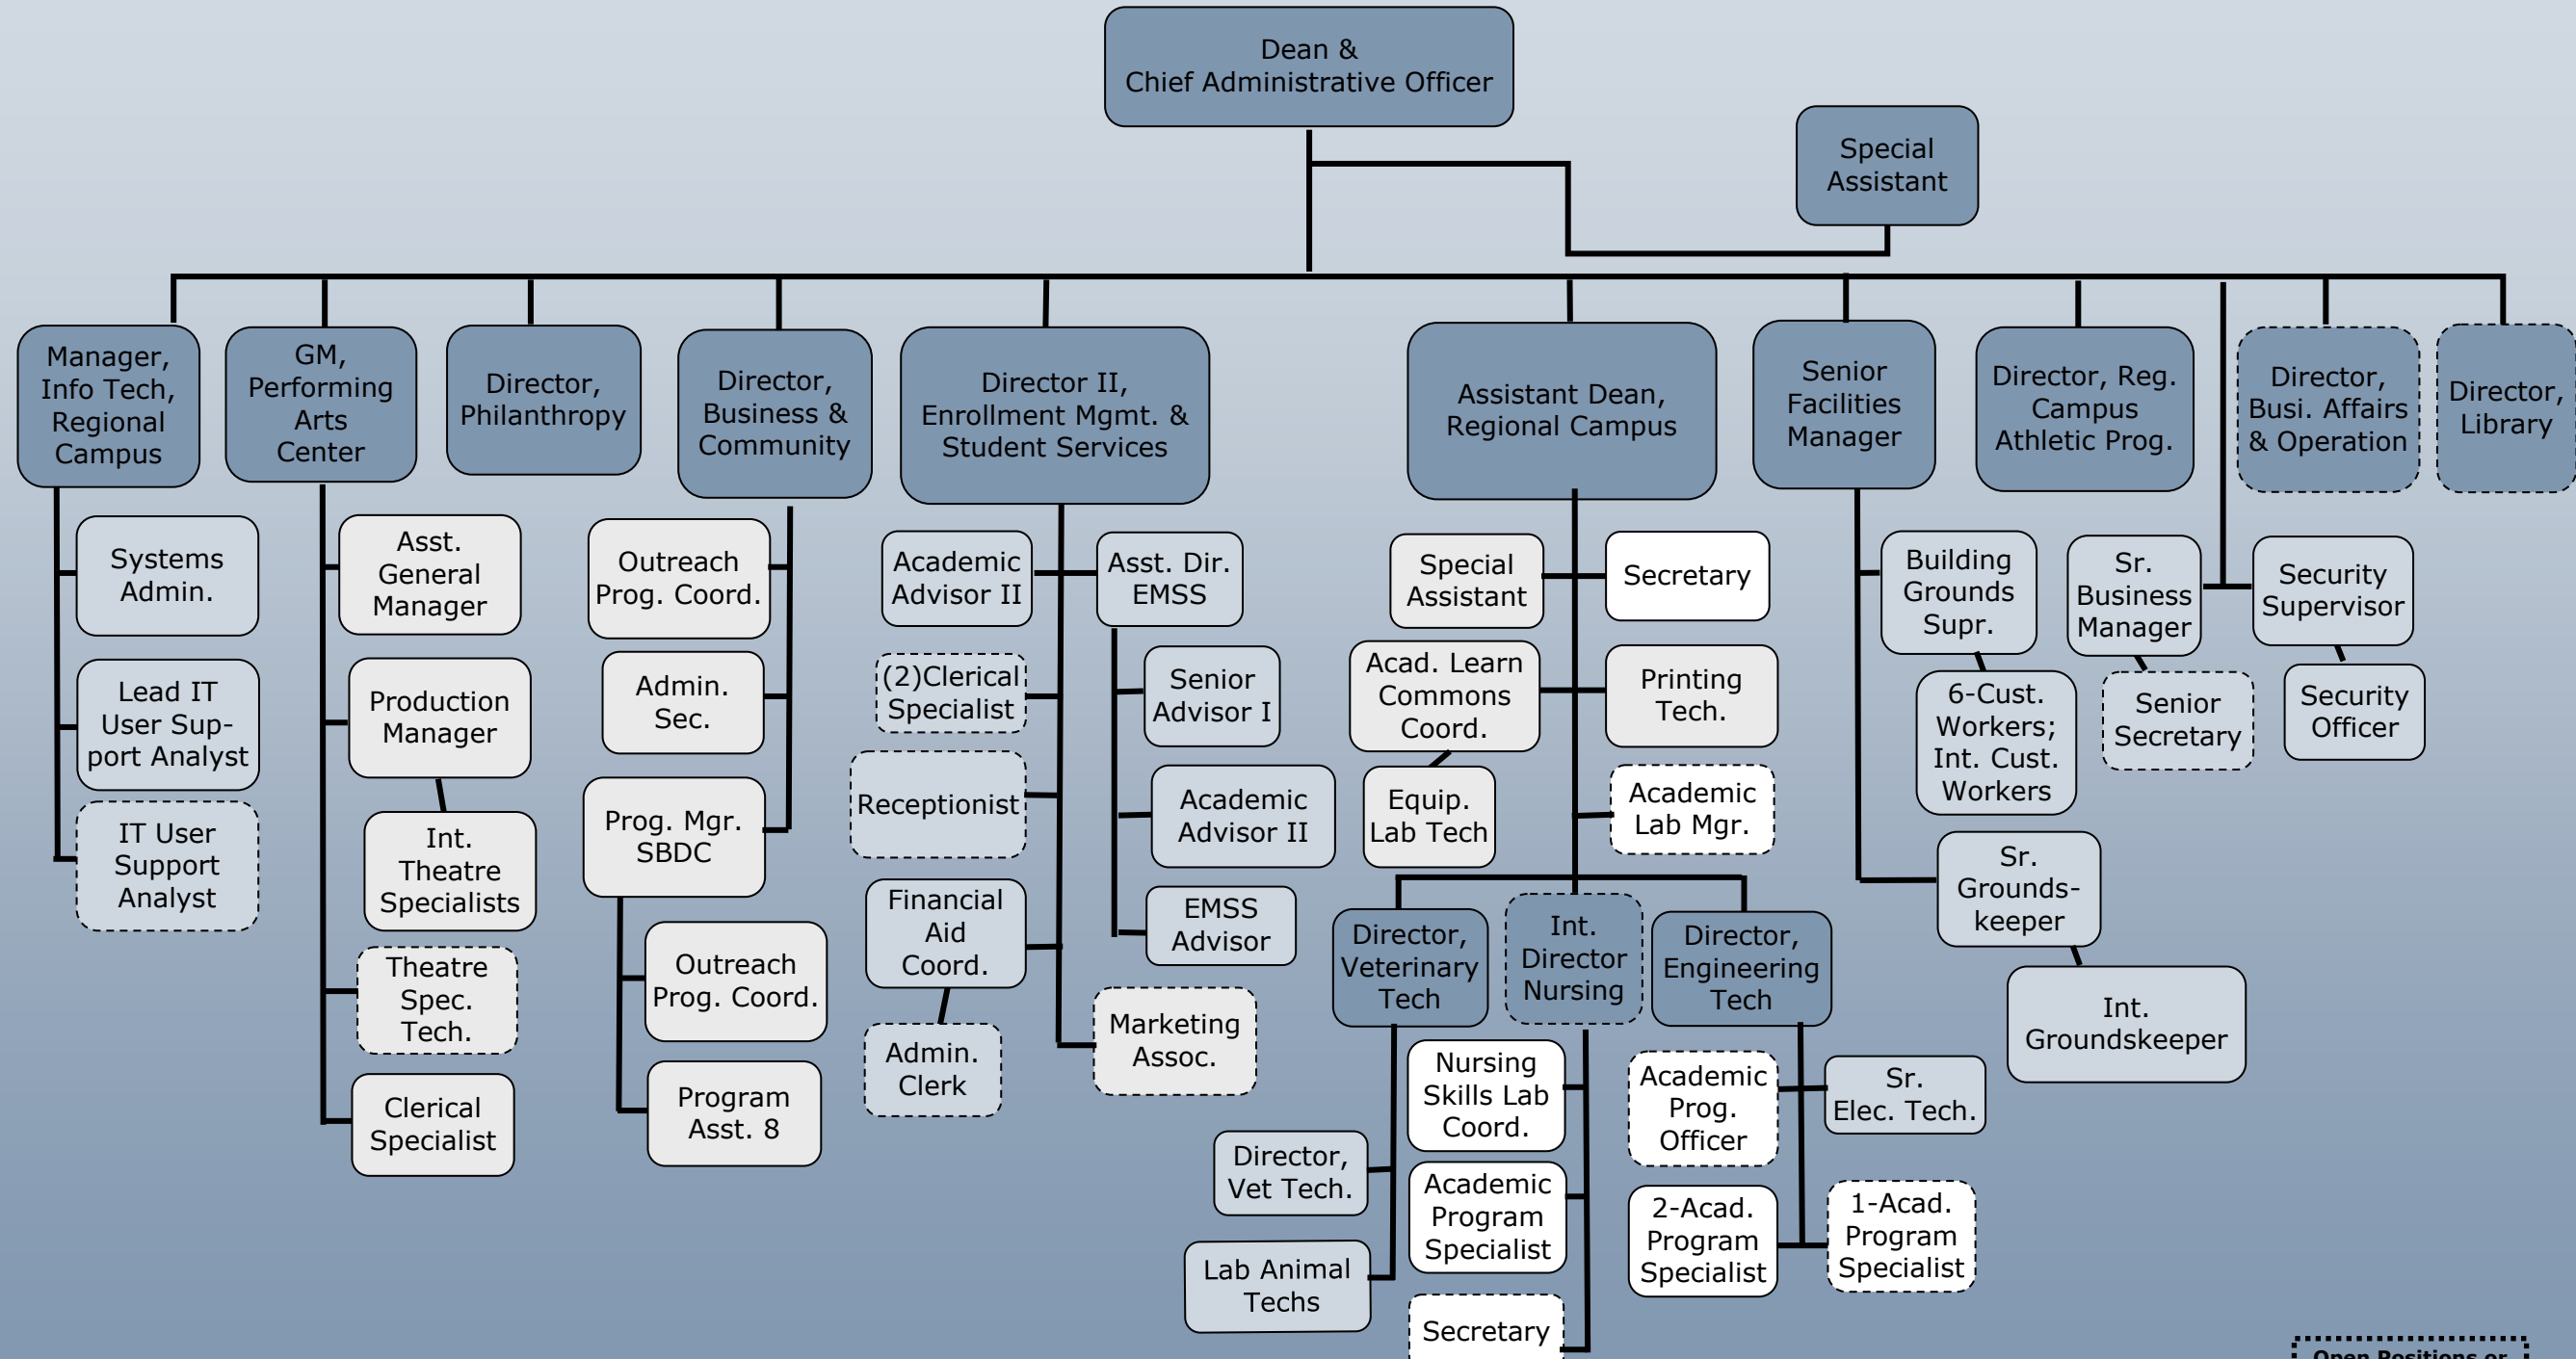 Dean &
Chief Administrative Officer
Special
Assistant
Manager,
Info Tech,
Regional
Campus
GM,
Performing
Arts
Center
Director,
Philanthropy
Director,
Business &
Community
Director II,
Enrollment Mgmt. &
Student Services
Assistant Dean,
Regional Campus
Senior
Facilities
Manager
Director, Reg.
Campus
Athletic Prog.
Director,
Busi. Affairs
& Operation
Director,
Library
Systems
Admin.
Lead IT
User Sup-
port Analyst
IT User
Support
Analyst
Asst.
General
Manager
Production
Manager
Int.
Theatre
Specialists
Theatre
Spec.
Tech.
Clerical
Specialist
Outreach
Prog. Coord.
Admin.
Sec.
Prog. Mgr.
SBDC
Outreach
Prog. Coord.
Program
Asst. 8
Academic
Advisor II
Asst. Dir.
EMSS
(2)Clerical
Specialist
Receptionist
Financial
Aid
Coord.
Admin.
Clerk
Senior
Advisor I
Academic
Advisor II
EMSS
Advisor
Marketing
Assoc.
Special
Assistant
Secretary
Acad. Learn
Commons
Coord.
Printing
Tech.
Equip.
Lab Tech
Academic
Lab Mgr.
Director,
Veterinary
Tech
Int.
Director
Nursing
Director,
Engineering
Tech
Director,
Vet Tech.
Lab Animal
Techs
Nursing
Skills Lab
Coord.
Academic
Program
Specialist
Secretary
Academic
Prog.
Officer
Sr.
Elec. Tech.
2-Acad.
Program
Specialist
1-Acad.
Program
Specialist
Building
Grounds
Supr.
6-Cust.
Workers;
Int. Cust.
Workers
Sr.
Grounds-
keeper
Int.
Groundskeeper
Sr.
Business
Manager
Senior
Secretary
Security
Supervisor
Security
Officer
Open Positions or